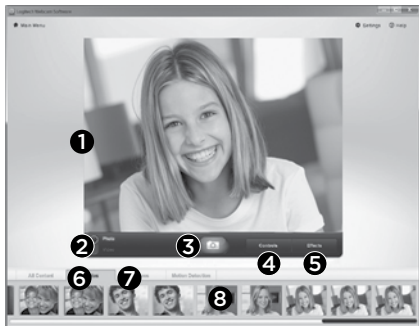 Logitech Webcam Software
Main Menu
Settings Help
1
2 Photo
3
Controls
Effects
4
5
All Content
Motion Detection
6
7
8